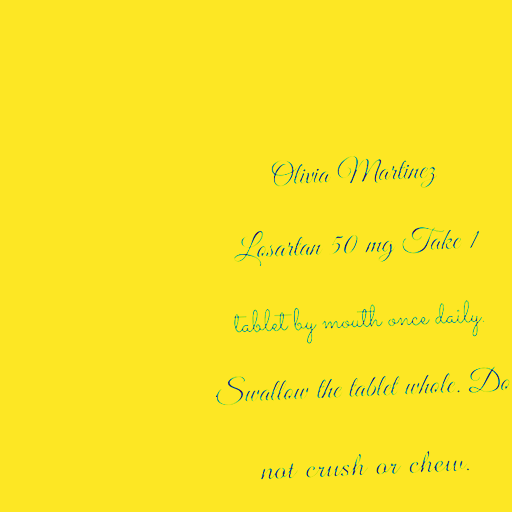 Olivia Martinez
Losartan 50 mg Take 1
tablet by mouth once daily.
Swallow the tablet whole. Do
not crush or chew.